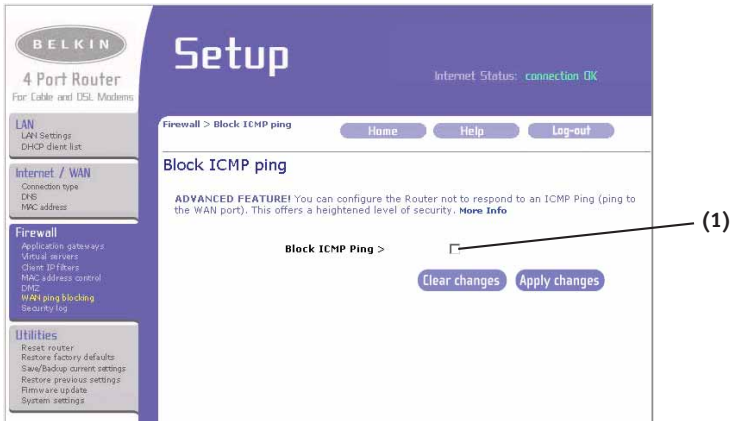 BELKIN
4 Port Router
For Cable and DSL Modems
Setup
Internet Status: connection OK
LAN
LAN Settings
DHCP client list
Internet / WAN
Connection type
DNS
MAC address
Firewall
Application gateways
Virtual servers
Client IP filters
MAC address control
DMZ
WAN ping blocking
Security log
Utilities
Reset router
Restore factory defaults
Save/Backup current settings
Restore previous settings
Firmware update
System settings
Firewall > Block ICMP ping
Home
Help
Log-out
Block ICMP ping
ADVANCED FEATURE! You can configure the Router not to respond to an ICMP Ping (ping to
the WAN port). This offers a heightened level of security. More Info
Block ICMP Ping >
(1)
Clear changes
Apply changes